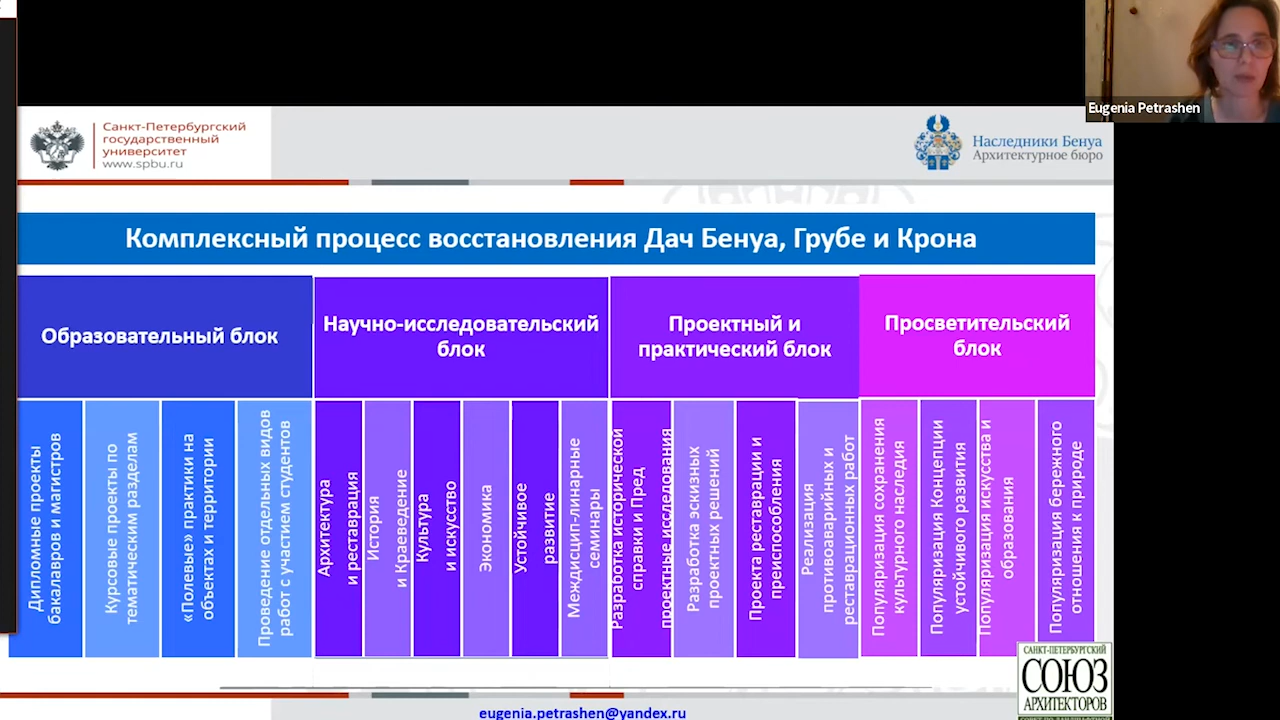 Eugenia Petrashen
Санкт-Петербургский
государственный
университет
www.spbu.ru
Наследники Бенуа
Архитектурное бюро
Комплексный процесс восстановления Дач Бенуа, Грубе и Крона
Образовательный блок
Научно-исследовательский
блок
Проектный и
практический блок
Просветительский
блок
Дипломные проекты
бакалавров и магистров
Курсовые проекты по
тематическим разделам
«Полевые» практики на
объектах и территории
Проведение отдельных видов
работ с участием студентов
Архитектура
и реставрация
История
и Краеведение
Культура
и искусство
Экономика
Устойчивое
развитие
Междисцип-линарные
семинары
Разработка исторической
справки и Пред
проектные исследования
Разработка эскизных
проектных решений
Проекта реставрации и
преиспособления
Реализация
противоаварийных и
реставрационных работ
Популяризация сохранения
культурного наследия
Популяризация Концепции
устойчивого развития
Популяризация искусства и
образования
Популяризация бережного
отношения к природе
САНКТ-ПЕТЕРБУРГСКИЙ
СОЮЗ
АРХИТЕКТОРОВ
eugenia.petrashen@yandex.ru